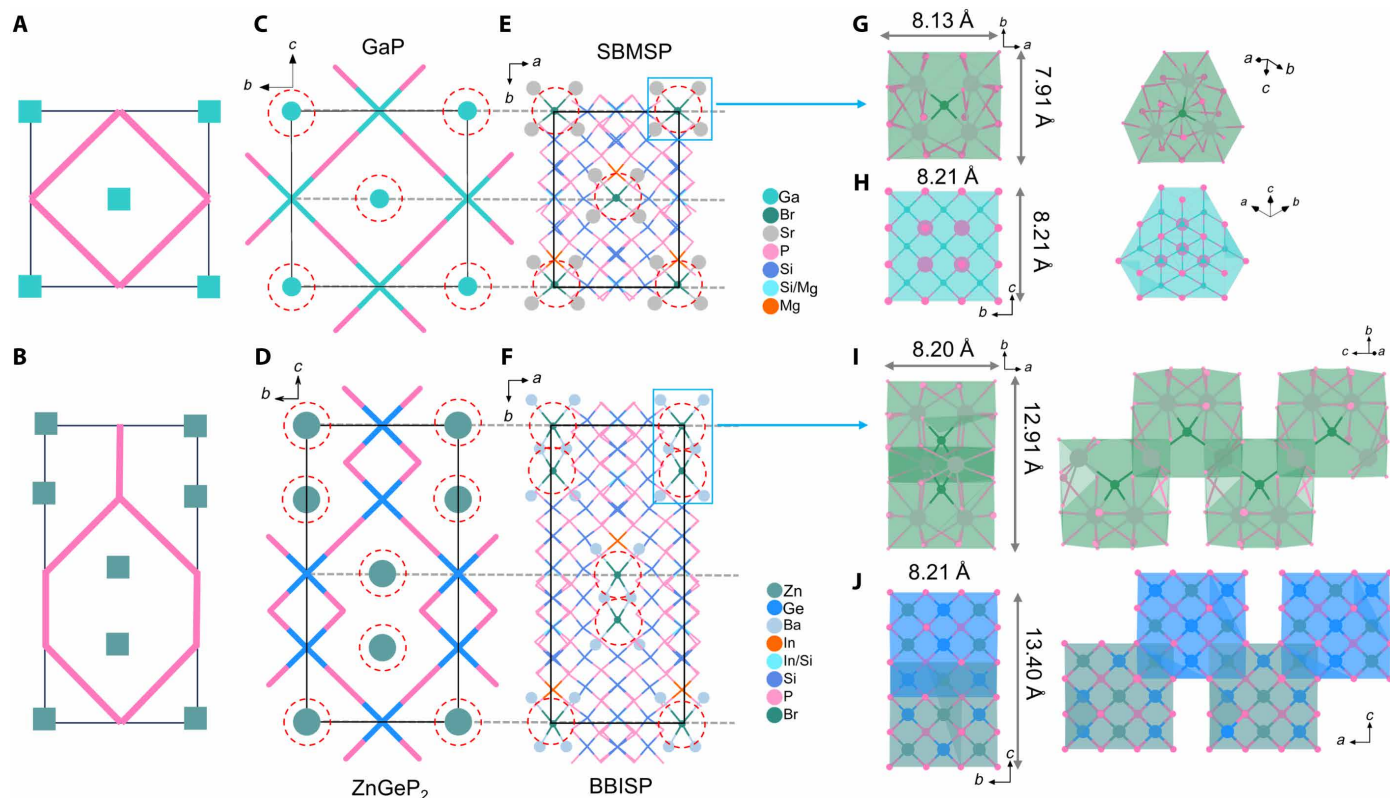 A
B
C
GaP
c
b
D
c
b
ZnGeP₂
E
SBMSP
a
b
Ga
Br
Sr
P
Si
Si/Mg
Mg
F
a
b
BBISP
Zn
Ge
Ba
In
In/Si
Si
P
Br
G
8.13 Å
b
a
7.91 Å
a
b
c
H
8.21 Å
8.21 Å
c
b
c
a
b
I
8.20 Å
b
a
12.91 Å
b
c
a
J
8.21 Å
13.40 Å
c
b
c
a